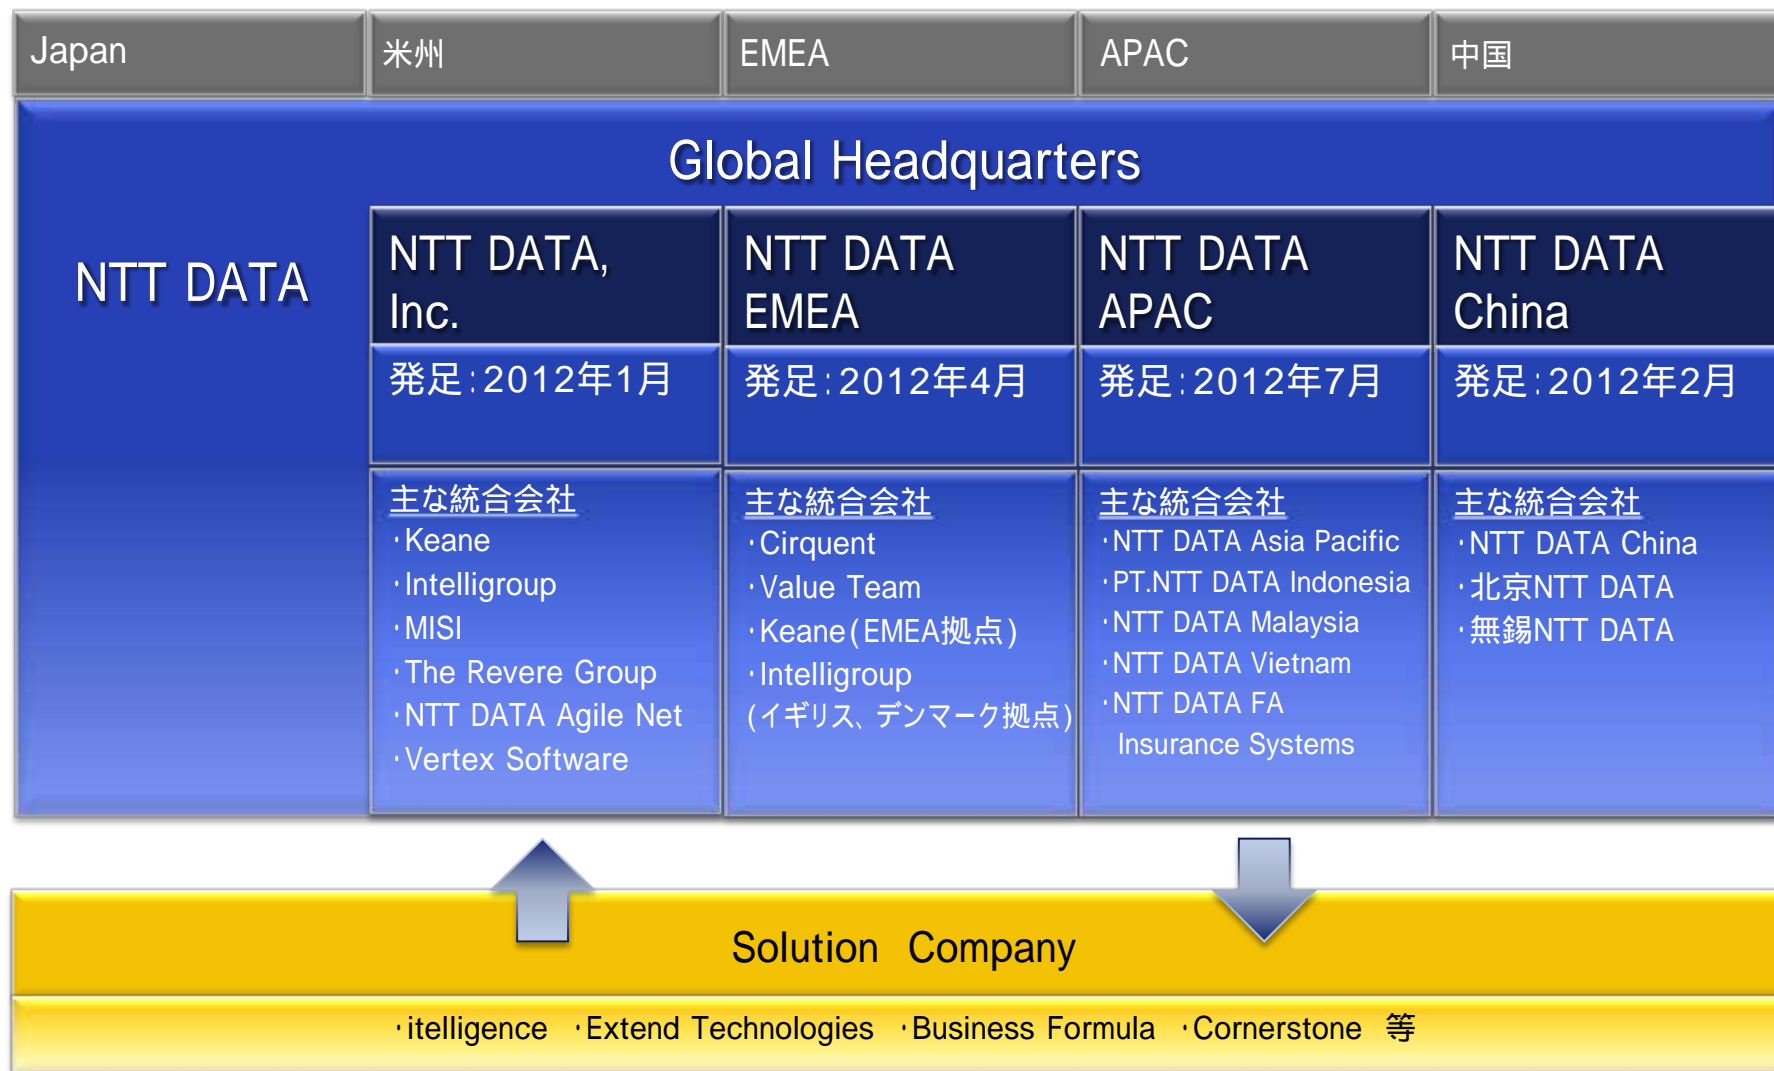 Japan
米州
EMEA
APAC
中国
Global Headquarters
NTT DATA
NTT DATA,
Inc.
NTT DATA
EMEA
NTT DATA
APAC
NTT DATA
China
発足:2012年1月
発足:2012年4月
発足:2012年7月
発足:2012年2月
主な統合会社
・Keane
・Intelligroup
・MISI
・The Revere Group
・NTT DATA Agile Net
・Vertex Software
主な統合会社
・Cirquent
・Value Team
・Keane(EMEA拠点)
・Intelligroup
(イギリス、デンマーク拠点)
主な統合会社
・NTT DATA Asia Pacific
・PT.NTT DATA Indonesia
・NTT DATA Malaysia
・NTT DATA Vietnam
・NTT DATA FA
Insurance Systems
主な統合会社
・NTT DATA China
・北京NTT DATA
・無錫NTT DATA
Solution Company
・itelligence ・Extend Technologies ・Business Formula ・Cornerstone 等